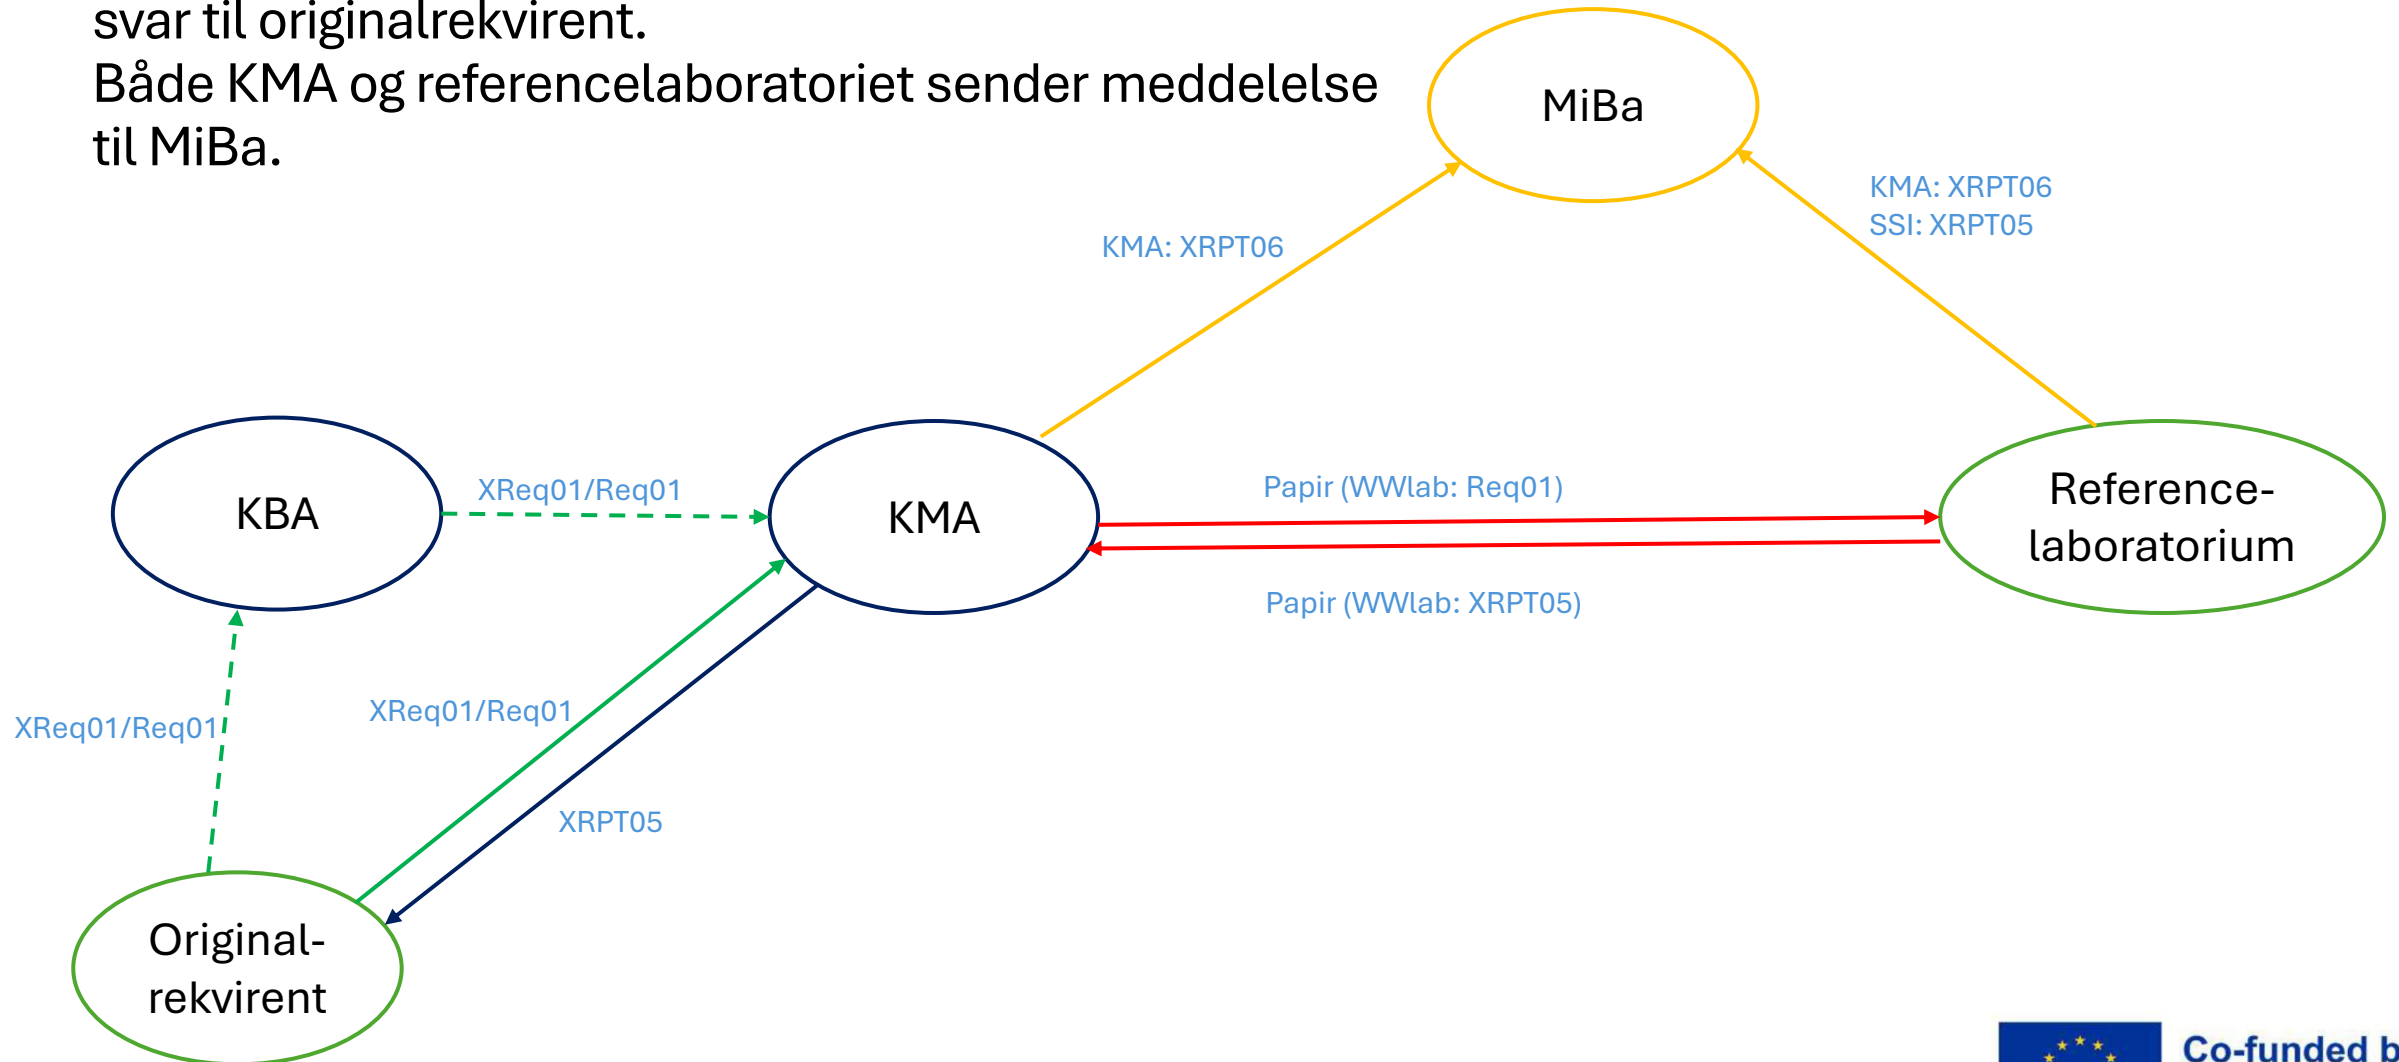 svar til originalrekvirent.
Både KMA og referencelaboratoriet sender meddelelse
til MiBa.
MiBa
KMA: XRPT06
SSI: XRPT05
KMA: XRPT06
KBA
XReq01/Req01
KMA
Papir (WWlab: Req01)
Reference-
laboratorium
Papir (WWlab: XRPT05)
XReq01/Req01
XReq01/Req01
XRPT05
Original-
rekvirent
Co-funded b